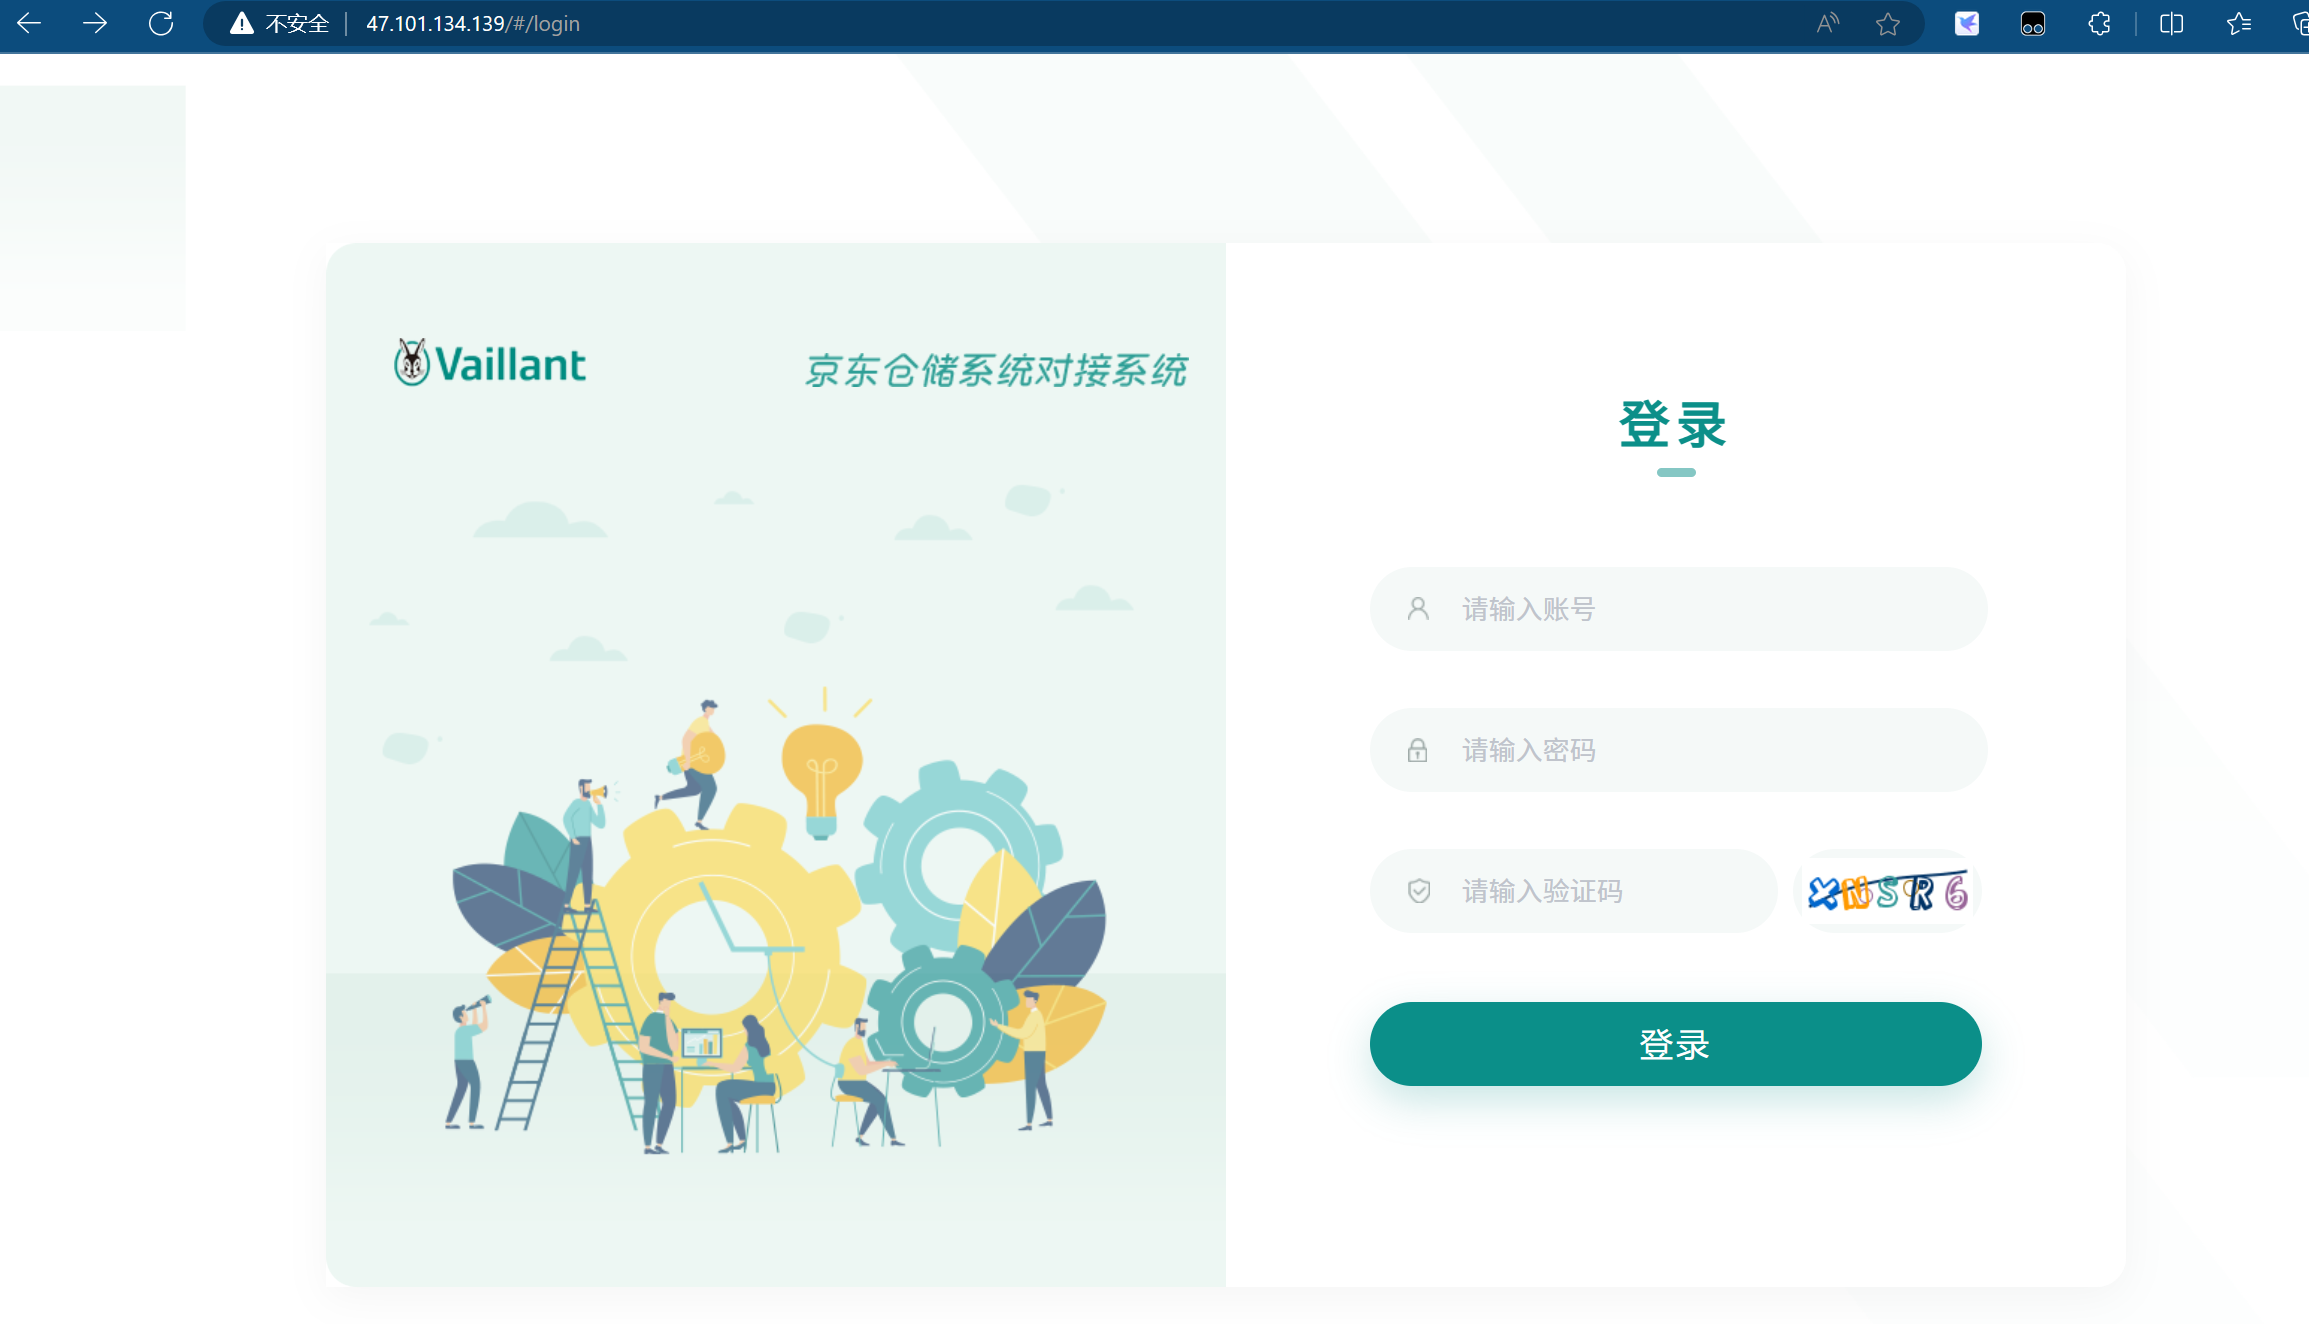 不安全 47.101.134.139/#/login
Vaillant
京东仓储系统对接系统
登录
请输入账号
请输入密码
请输入验证码
XNSR6
登录